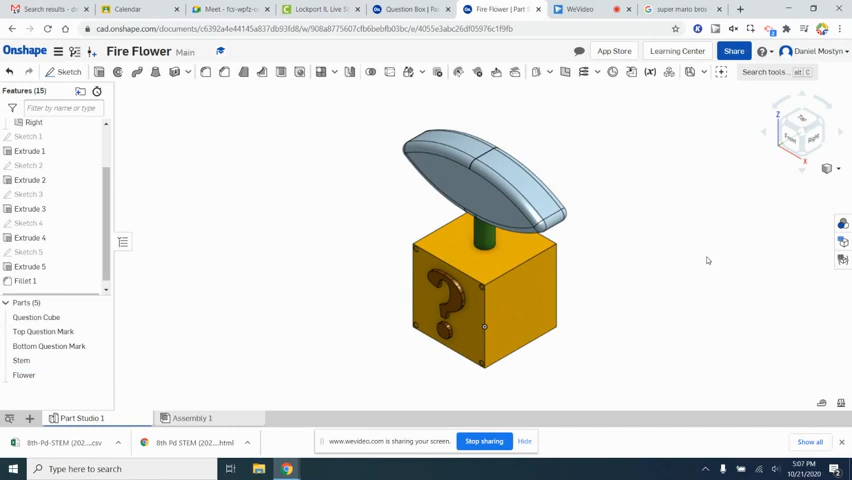 Search results - dm
Calendar
Meet - fcs-wpfz-o
Lockport IL Live S
Question Box | Pa
Fire Flower | Part S
WeVideo
super mario bros
cad.onshape.com/documents/c6392a4e44145a837db93fd8/w/908a8775607cfb6bebfb03bc/e/4055e3abc26df05976c1f9fb
Onshape
Fire Flower Main
App Store
Learning Center
Share
Daniel Mostyn
Sketch
Search tools... alt C
Features (15)
Filter by name or type
Right
Sketch 1
Extrude 1
Sketch 2
Extrude 2
Sketch 3
Extrude 3
Sketch 4
Extrude 4
Sketch 5
Extrude 5
Fillet 1
Parts (5)
Question Cube
Top Question Mark
Bottom Question Mark
Stem
Flower
Z
Top
Front
Right
X
?
Part Studio 1
Assembly 1
8th-Pd-STEM (202....csv
8th Pd STEM (202....html
www.wevideo.com is sharing your screen.
Stop sharing
Hide
Show all
Type here to search
5:07 PM
10/21/2020
2